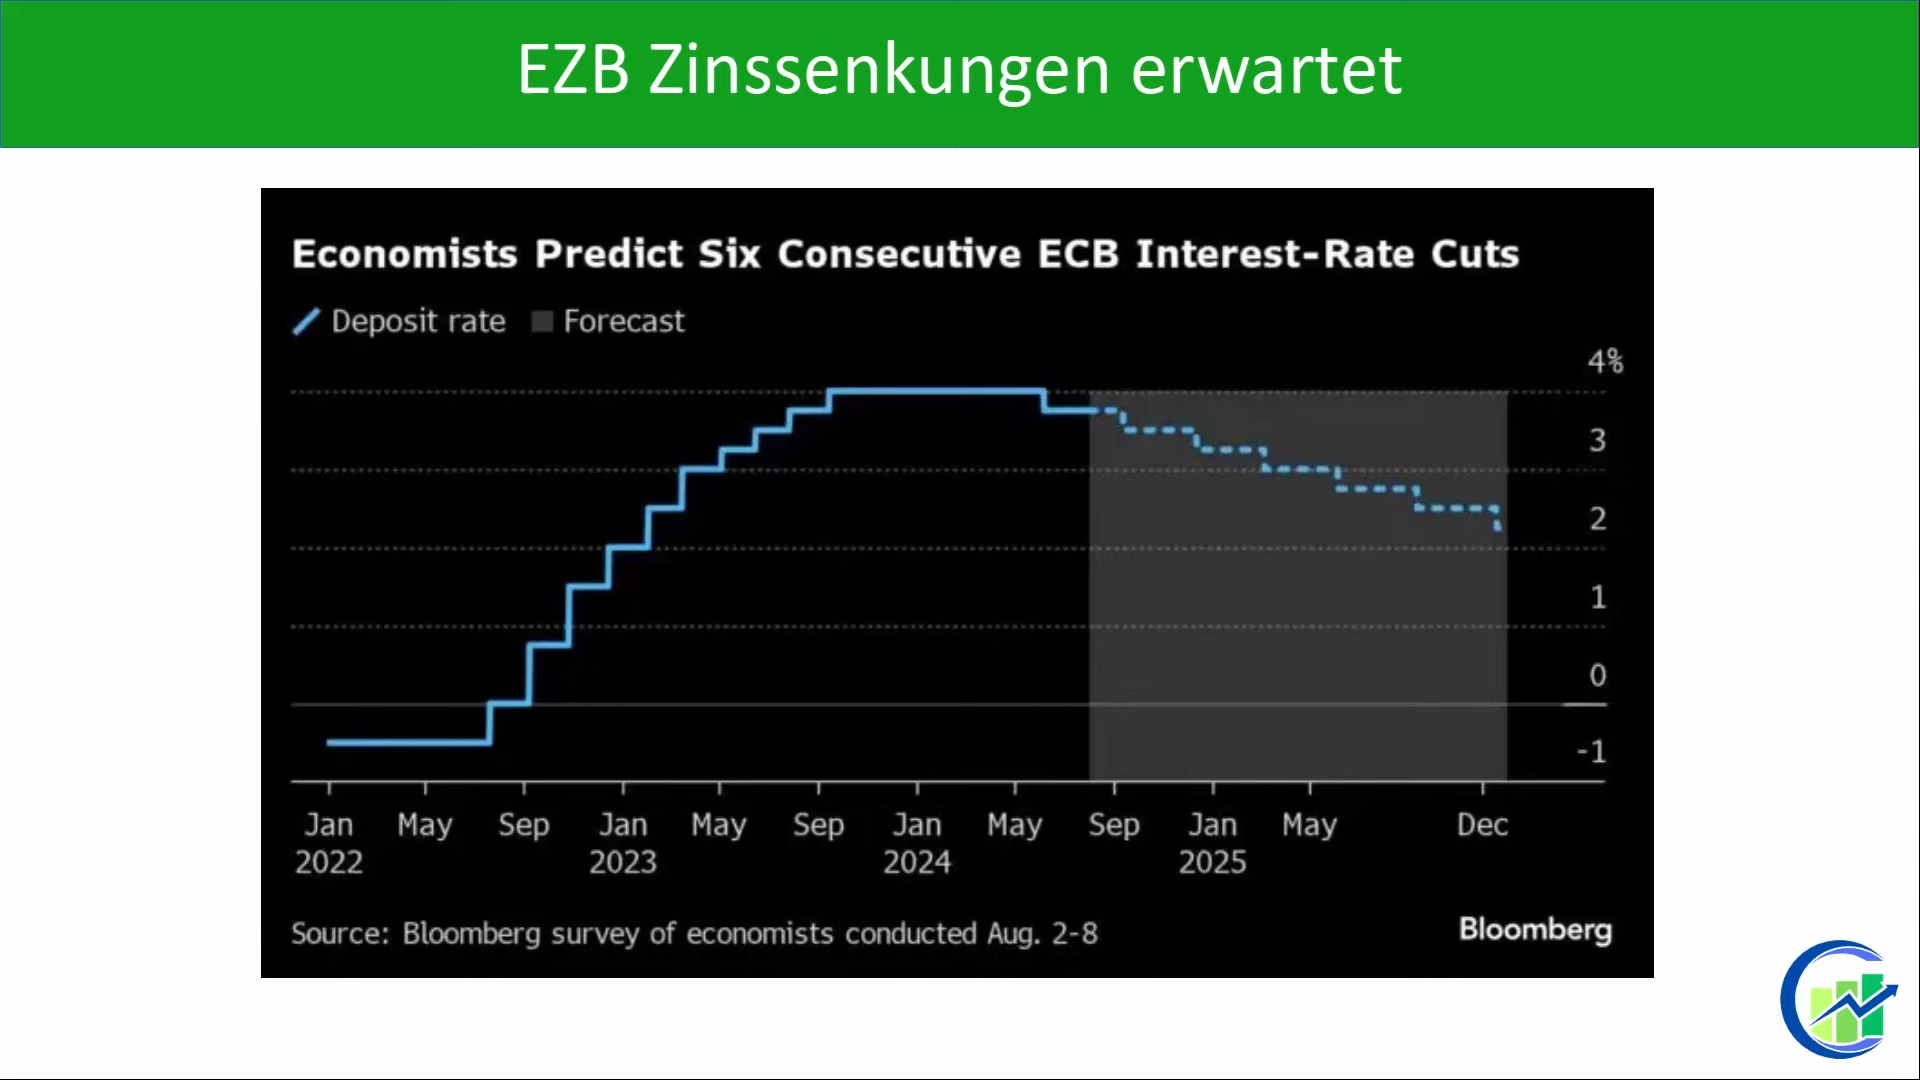 EZB Zinssenkungen erwartet
Economists Predict Six Consecutive ECB Interest-Rate Cuts
Deposit rate Forecast
4%
3
2
1
0
-1
Jan May Sep Jan May Sep Jan May Sep Jan May Dec
2022 2023 2024 2025
Source: Bloomberg survey of economists conducted Aug. 2-8
Bloomberg